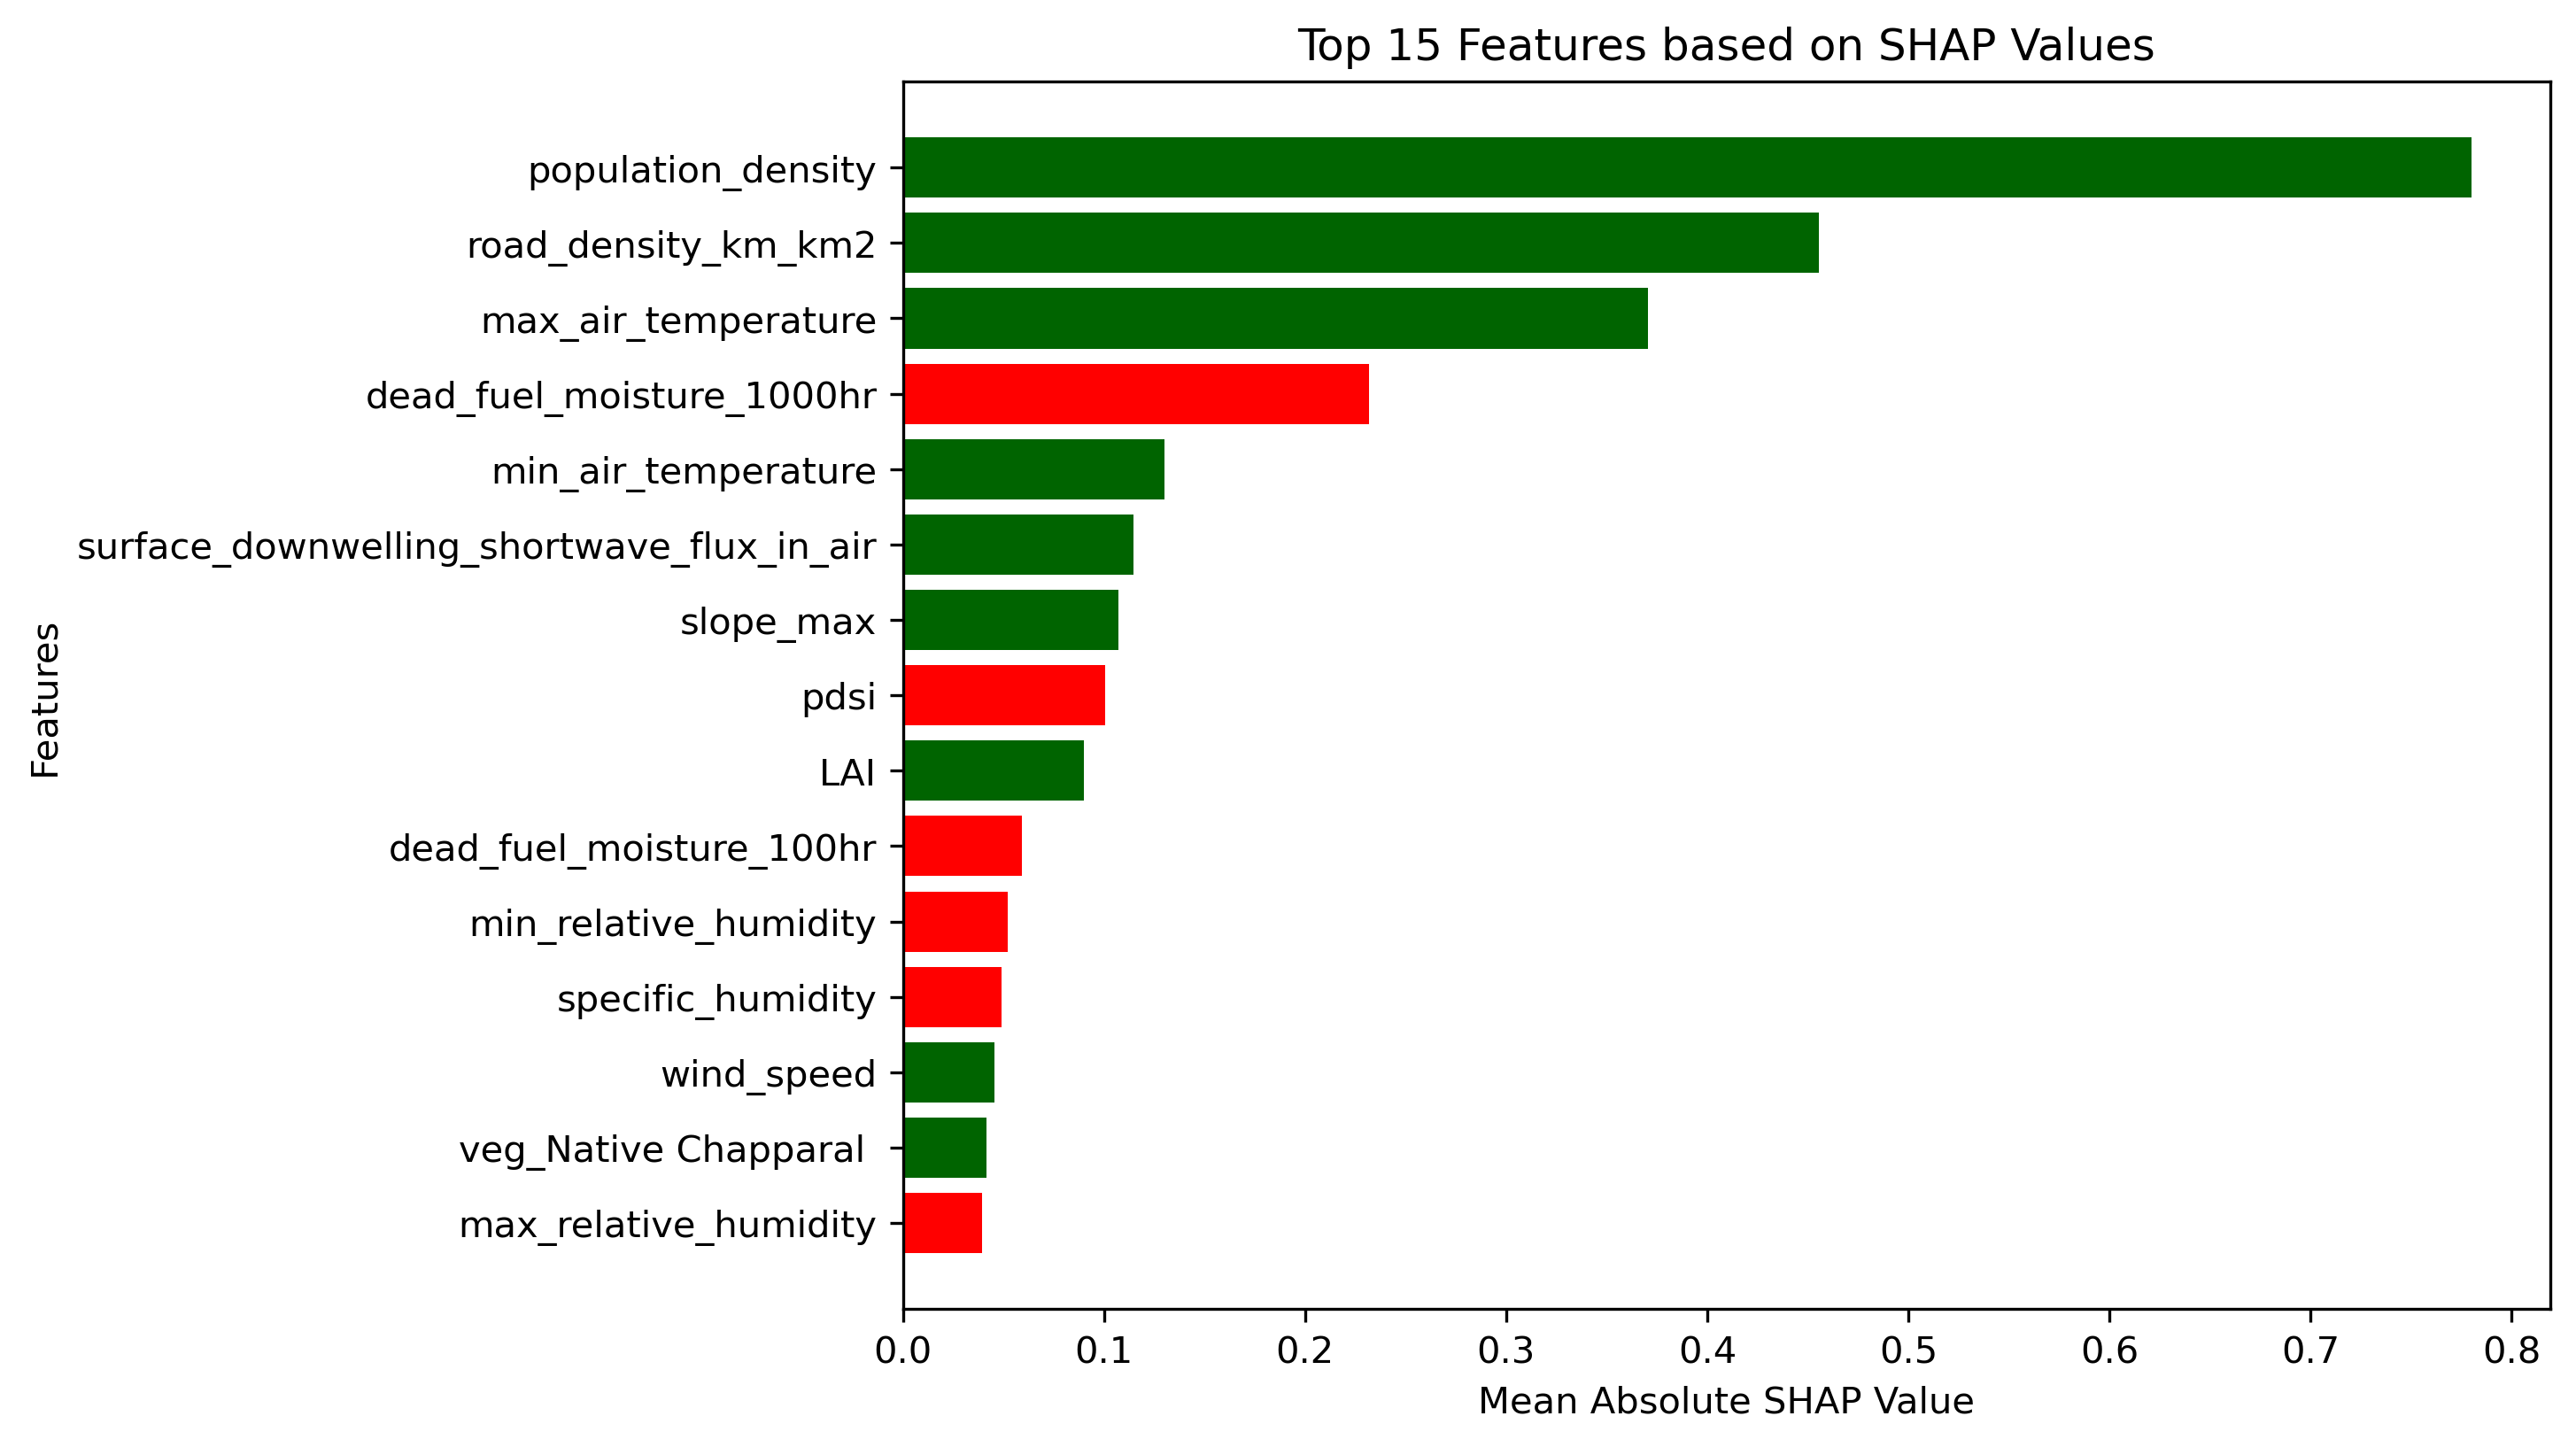 Top 15 Features based on SHAP Values
population_density
road_density_km_km2
max_air_temperature
dead_fuel_moisture_1000hr
min_air_temperature
surface_downwelling_shortwave_flux_in_air
slope_max
pdsi
LAI
dead_fuel_moisture_100hr
min_relative_humidity
specific_humidity
wind_speed
veg_Native Chapparal
max_relative_humidity
Features
0.0 0.1 0.2 0.3 0.4 0.5 0.6 0.7 0.8
Mean Absolute SHAP Value